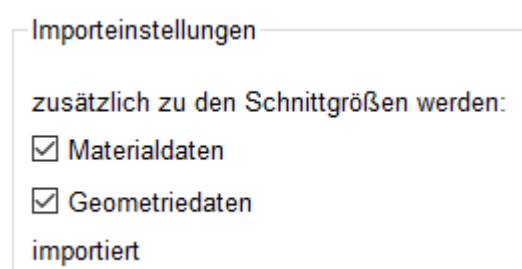 Importeinstellungen
zusätzlich zu den Schnittgrößen werden:
Materialdaten
Geometriedaten
importiert